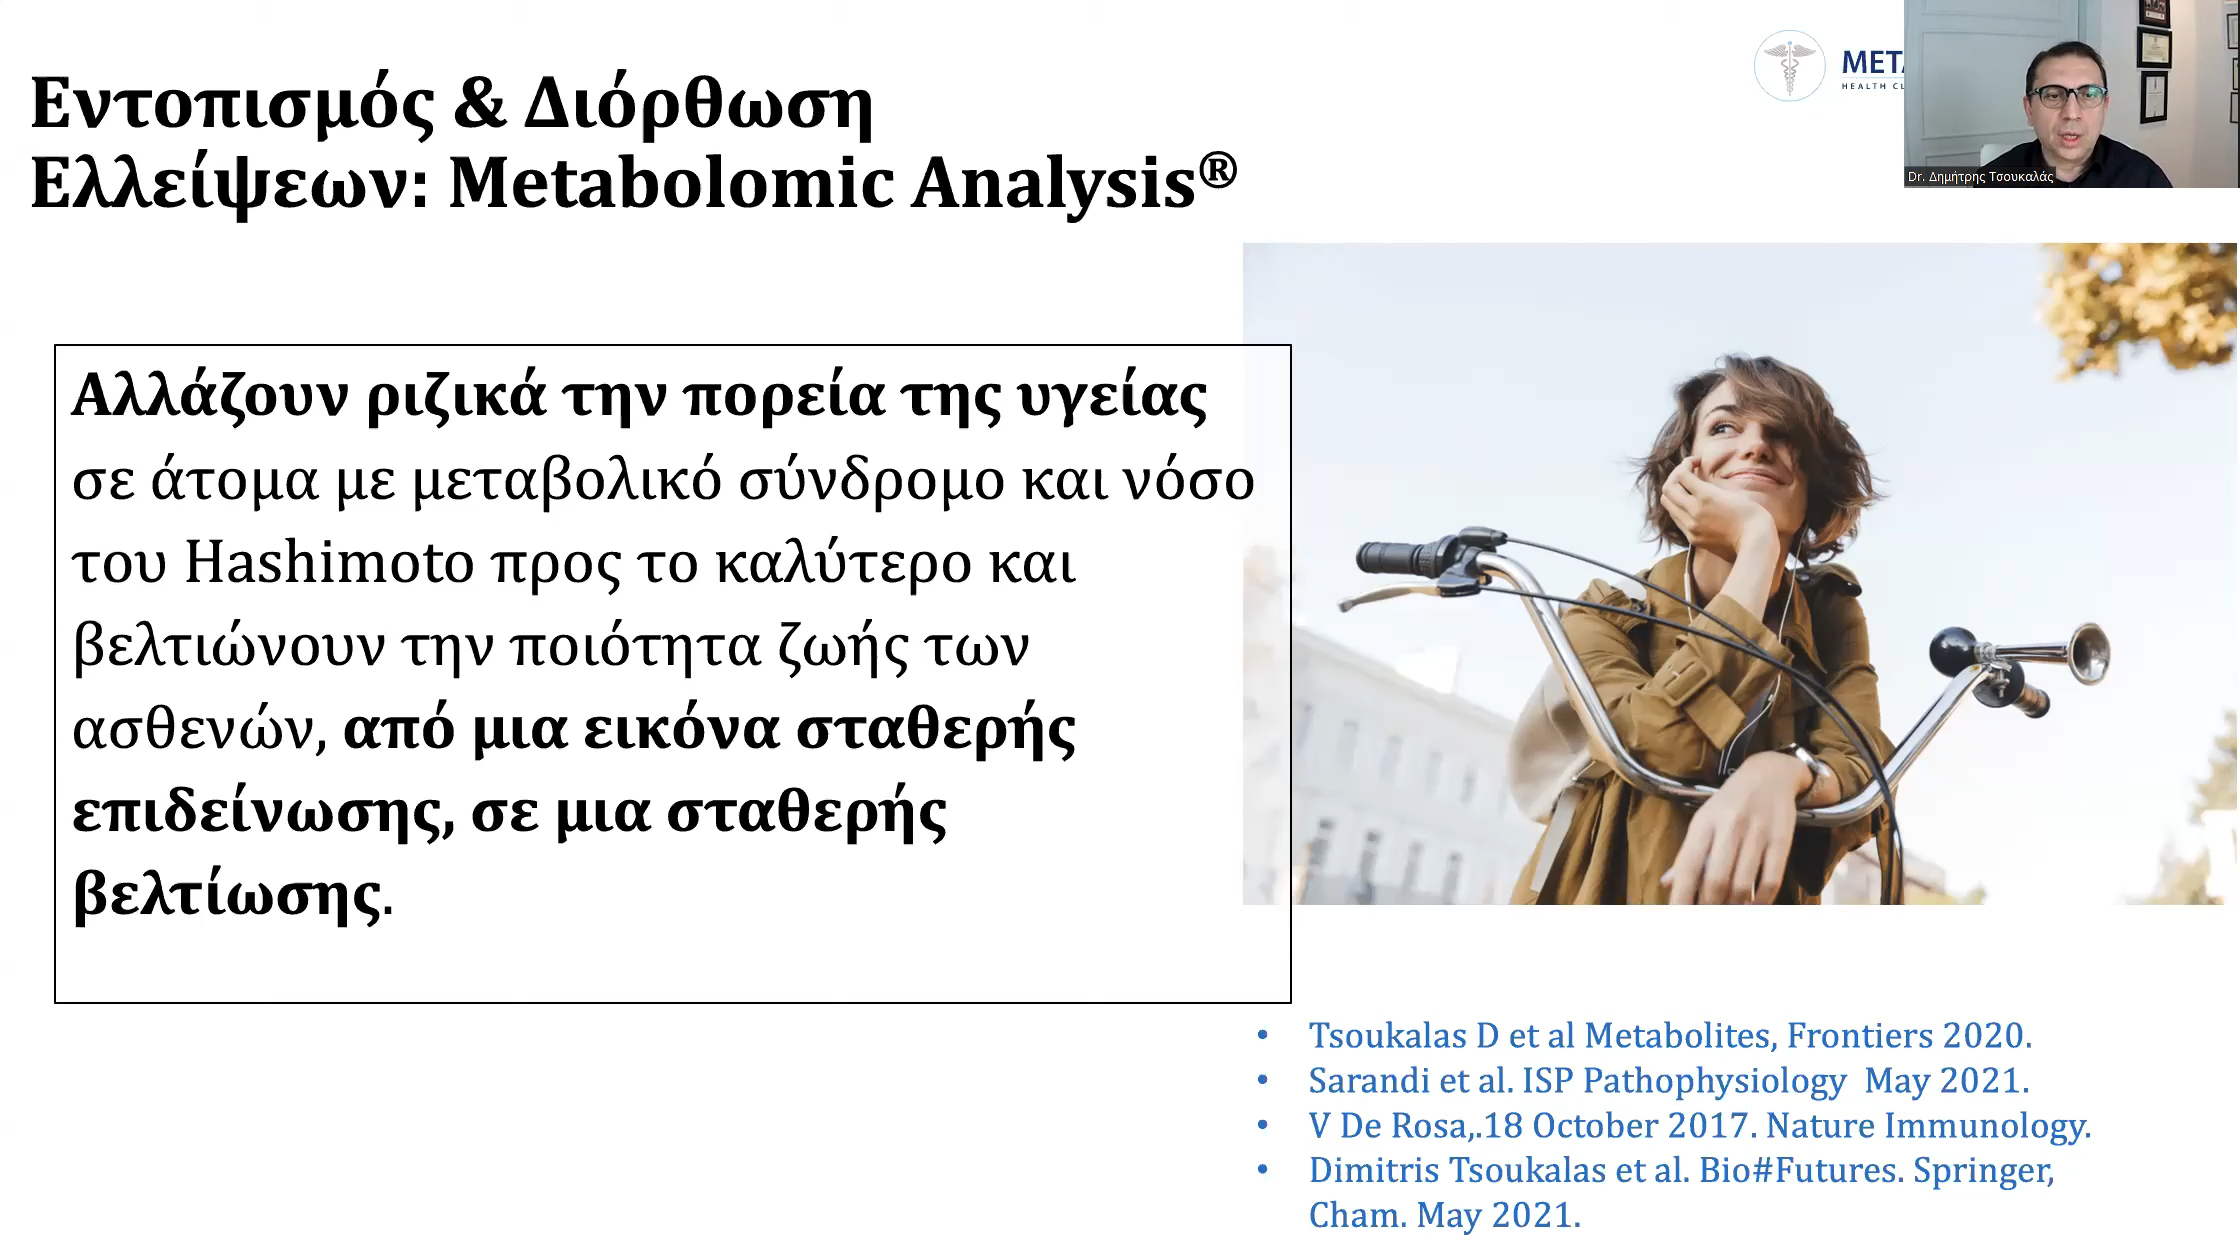 Εντοπισμός & Διόρθωση
Ελλείψεων: Metabolomic Analysis®
HEALTH
Dr. Δημήτρης Τσουκαλάς
Αλλάζουν ριζικά την πορεία της υγείας
σε άτομα με μεταβολικό σύνδρομο και νόσο
του Hashimoto προς το καλύτερο και
βελτιώνουν την ποιότητα ζωής των
ασθενών, από μια εικόνα σταθερής
επιδείνωσης, σε μια σταθερής
βελτίωσης.
• Tsoukalas D et al Metabolites, Frontiers 2020.
• Sarandi et al. ISP Pathophysiology May 2021.
• V De Rosa,.18 October 2017. Nature Immunology.
• Dimitris Tsoukalas et al. Bio#Futures. Springer,
Cham. May 2021.